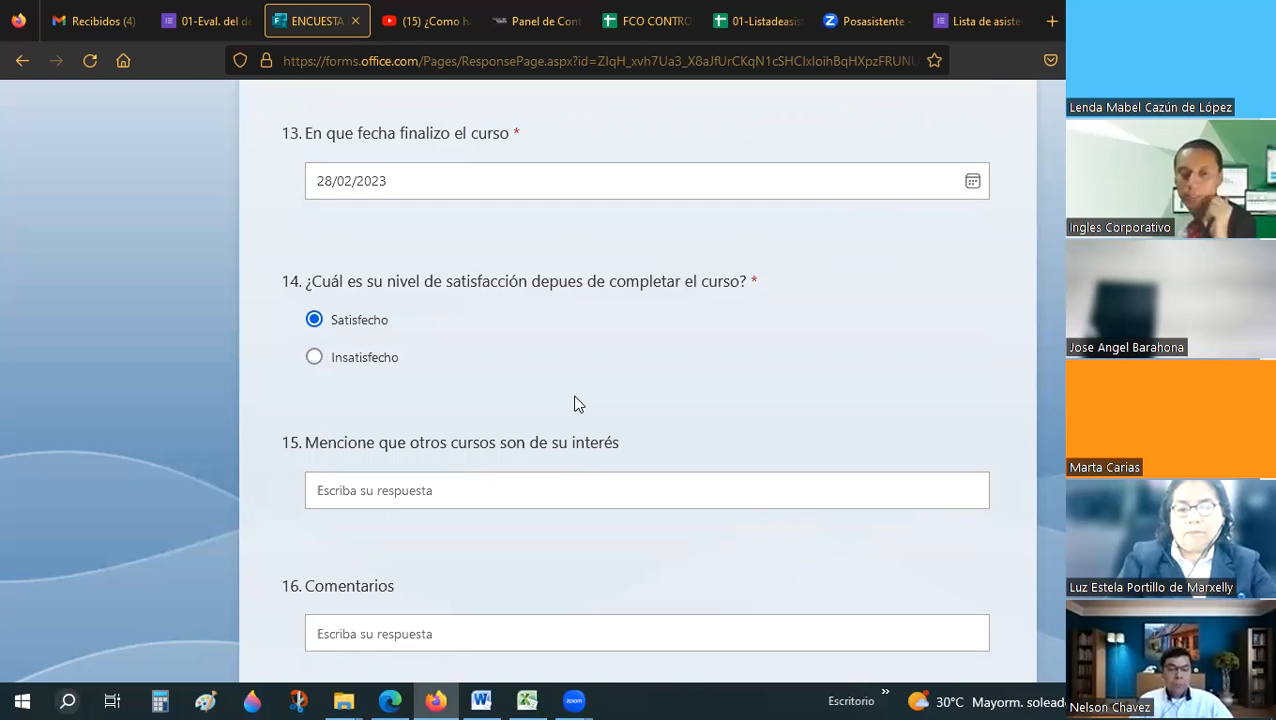 Recibidos (4)
01-Eval. del de
ENCUESTA
(15) ¿Como h
Panel de Cont
FCO CONTRO
01-Listadeasis
Posasistente -
Lista de asiste
https://forms.office.com/Pages/ResponsePage.aspx?id=
13. En que fecha finalizo el curso *
28/02/2023
14. ¿Cuál es su nivel de satisfacción depues de completar el curso? *
Satisfecho
Insatisfecho
15. Mencione que otros cursos son de su interés
Escriba su respuesta
16. Comentarios
Escriba su respuesta
Lenda Mabel Cazún de López
Ingles Corporativo
Jose Angel Barahona
Marta Carias
Luz Estela Portillo de Marxelly
Nelson Chavez
Escritorio
30°C Mayorm. solead